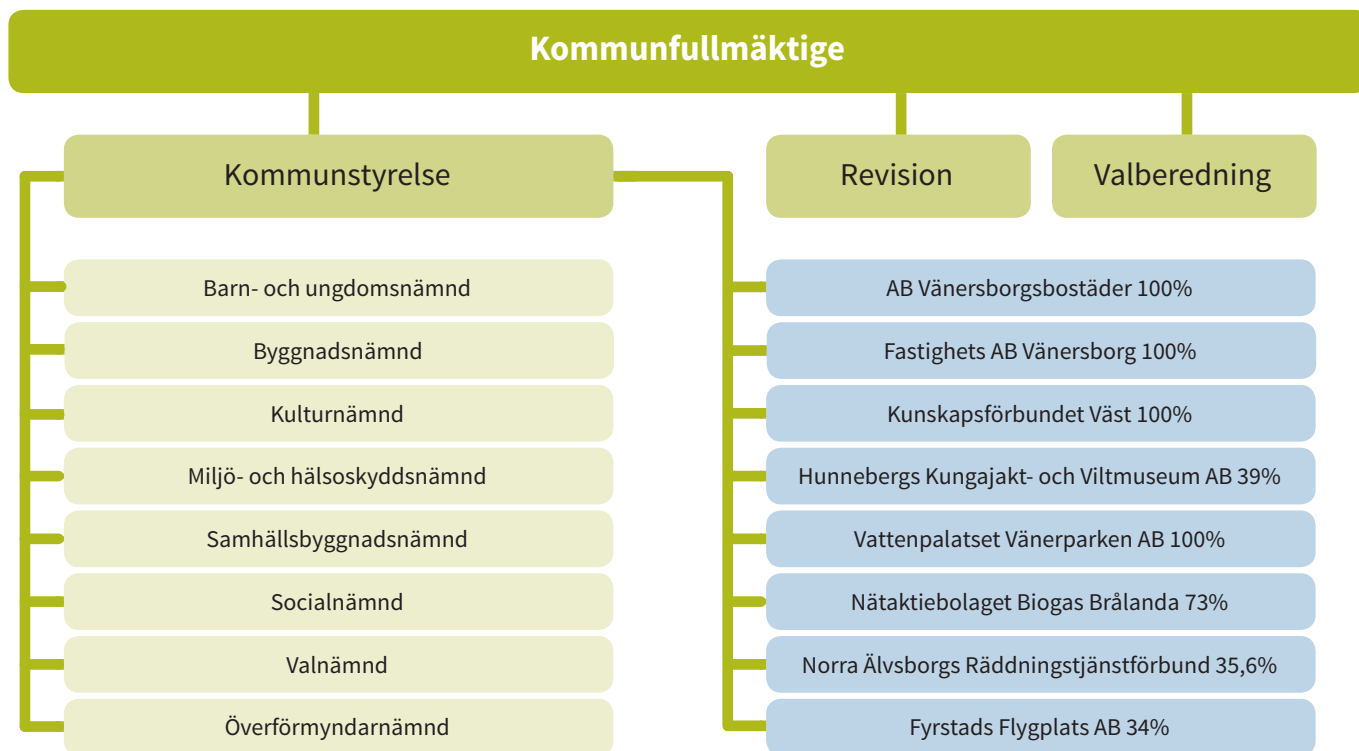 Kommunfullmäktige
Kommunstyrelse
Revision
Valberedning
Barn- och ungdomsnämnd
Byggnadsnämnd
Kulturnämnd
Miljö- och hälsoskyddsnämnd
Samhällsbyggnadsnämnd
Socialnämnd
Valnämnd
Överförmyndarnämnd
AB Vänersborgsbostäder 100%
Fastighets AB Vänersborg 100%
Kunskapsförbundet Väst 100%
Hunnebergs Kungajakt- och Viltmuseum AB 39%
Vattenpalatset Vänerparken AB 100%
Nätaktiebolaget Biogas Brålanda 73%
Norra Älvsborgs Räddningstjänstförbund 35,6%
Fyrstads Flygplats AB 34%